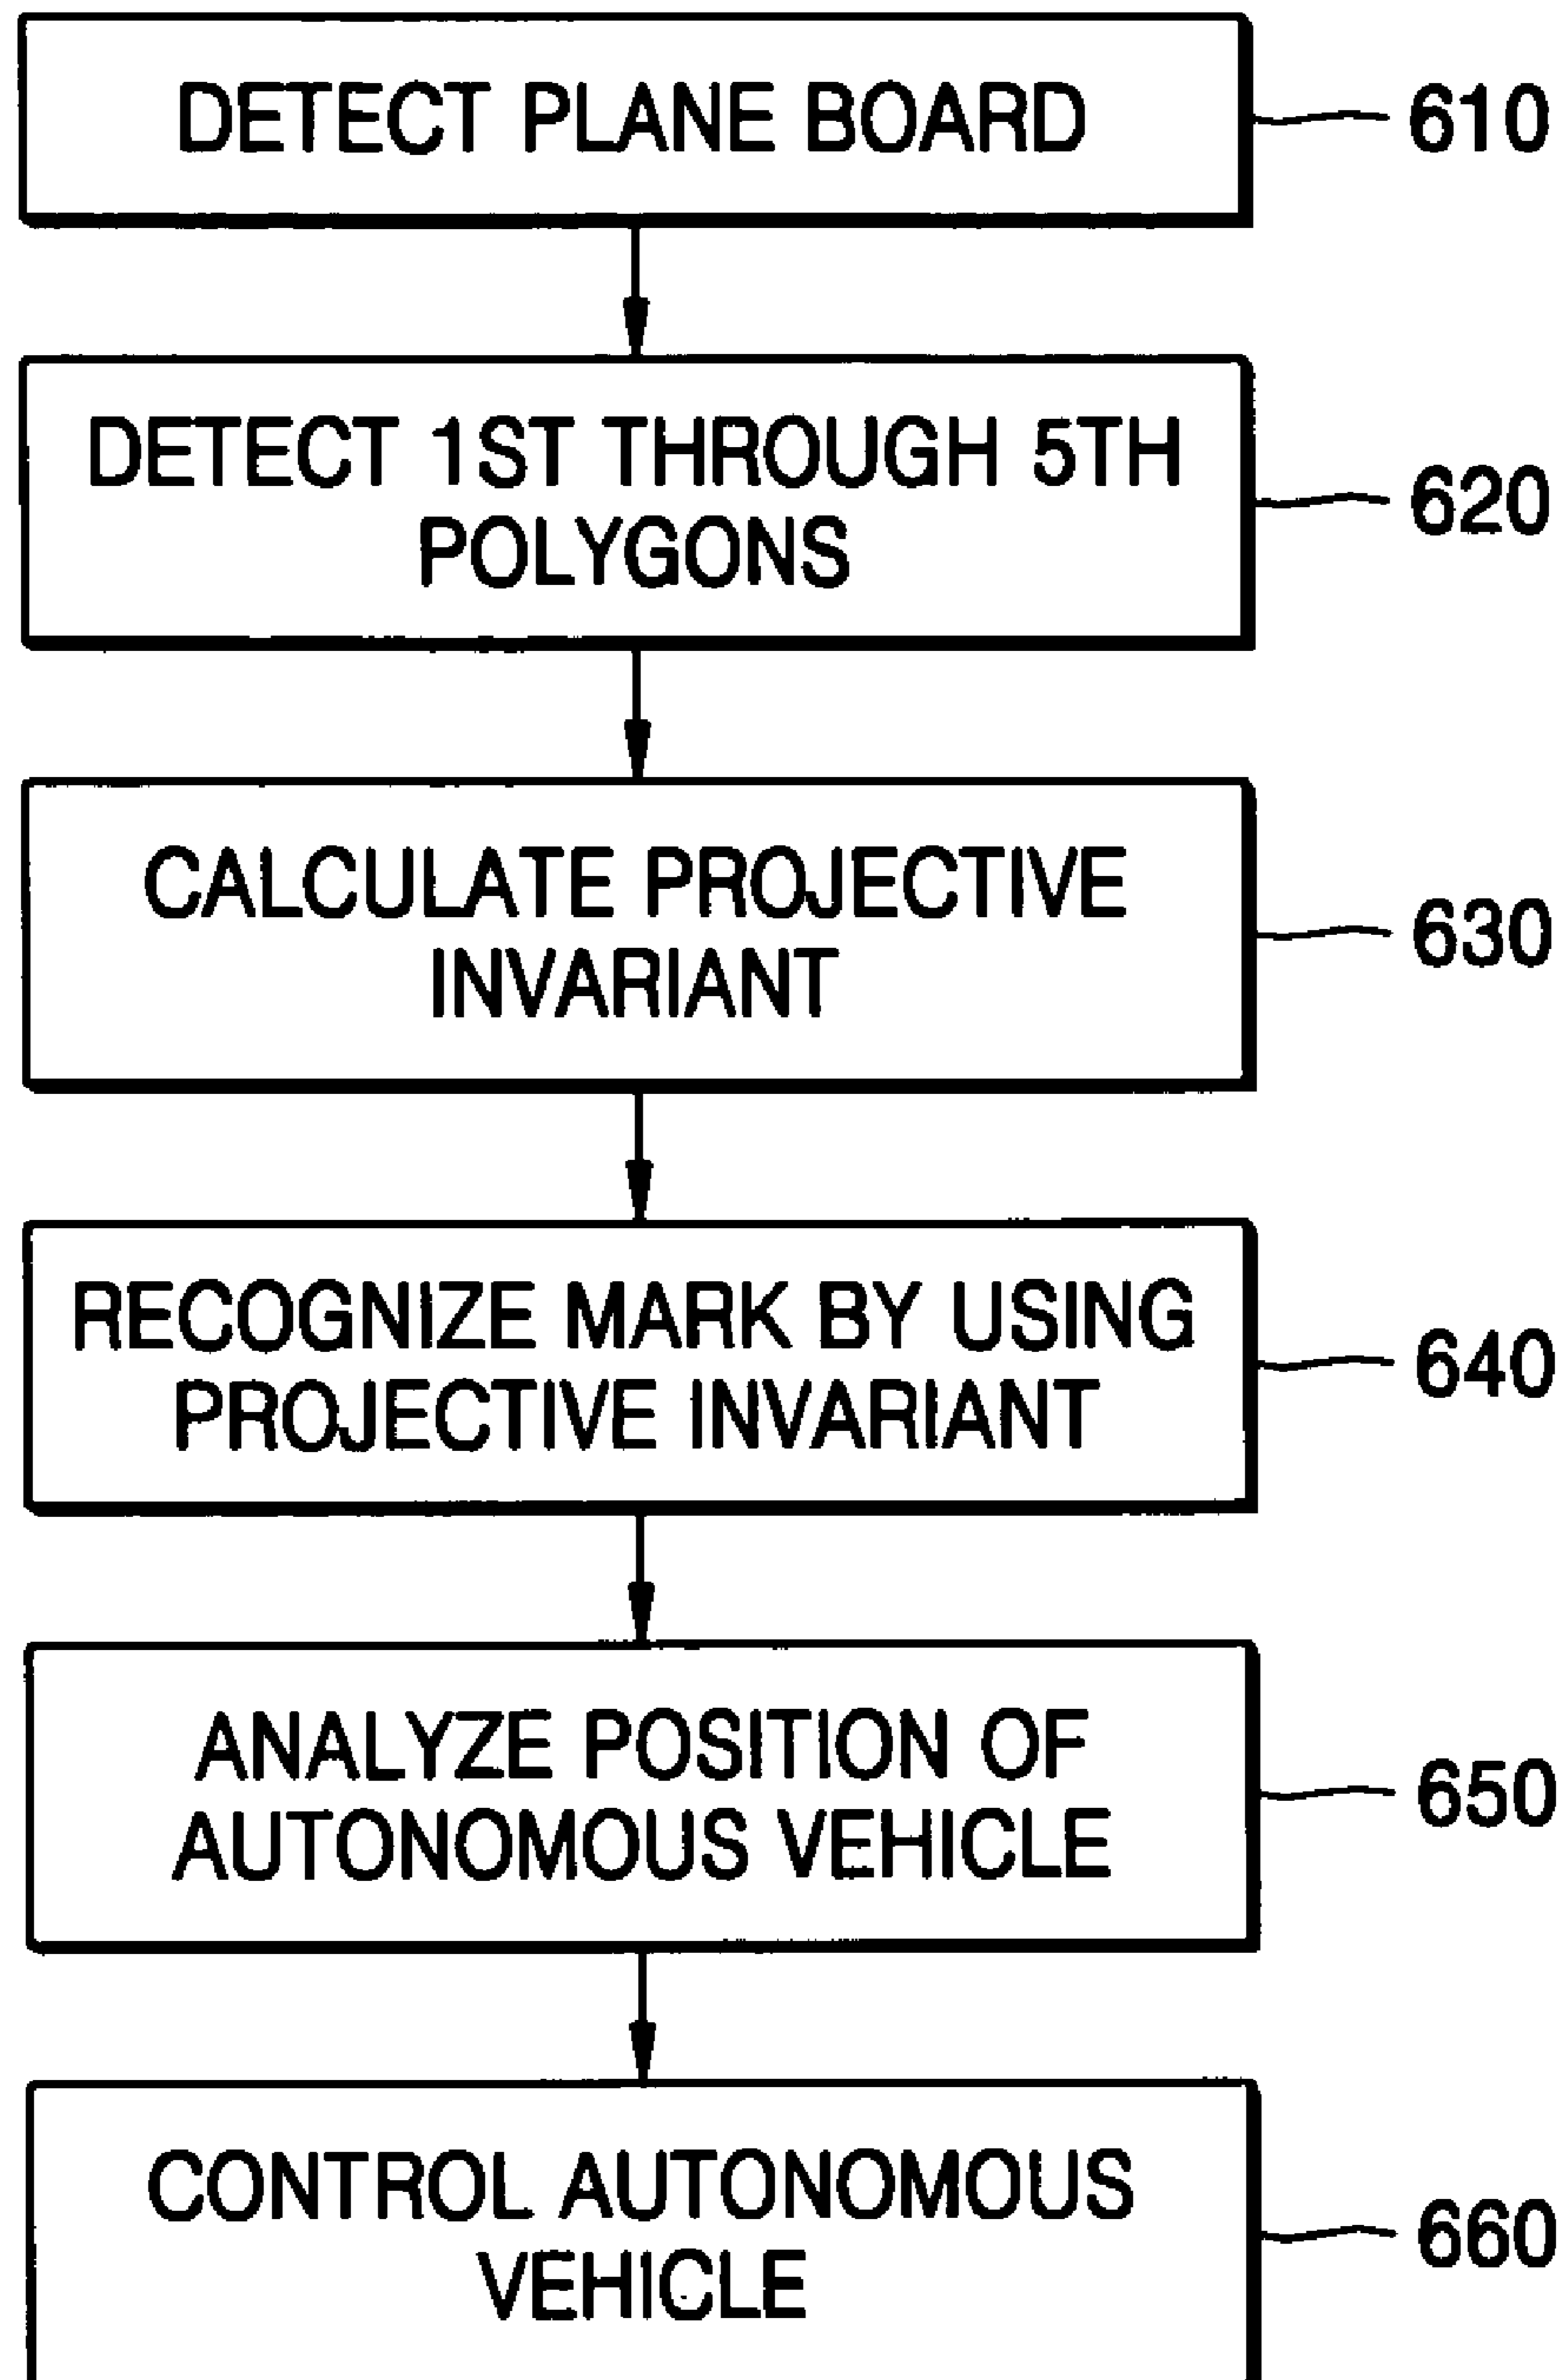 DETECT PLANE BOARD
610
DETECT 1ST THROUGH 5TH
POLYGONS
620
CALCULATE PROJECTIVE
INVARIANT
630
RECOGNIZE MARK BY USING
PROJECTIVE INVARIANT
640
ANALYZE POSITION OF
AUTONOMOUS VEHICLE
650
CONTROL AUTONOMOUS
VEHICLE
660